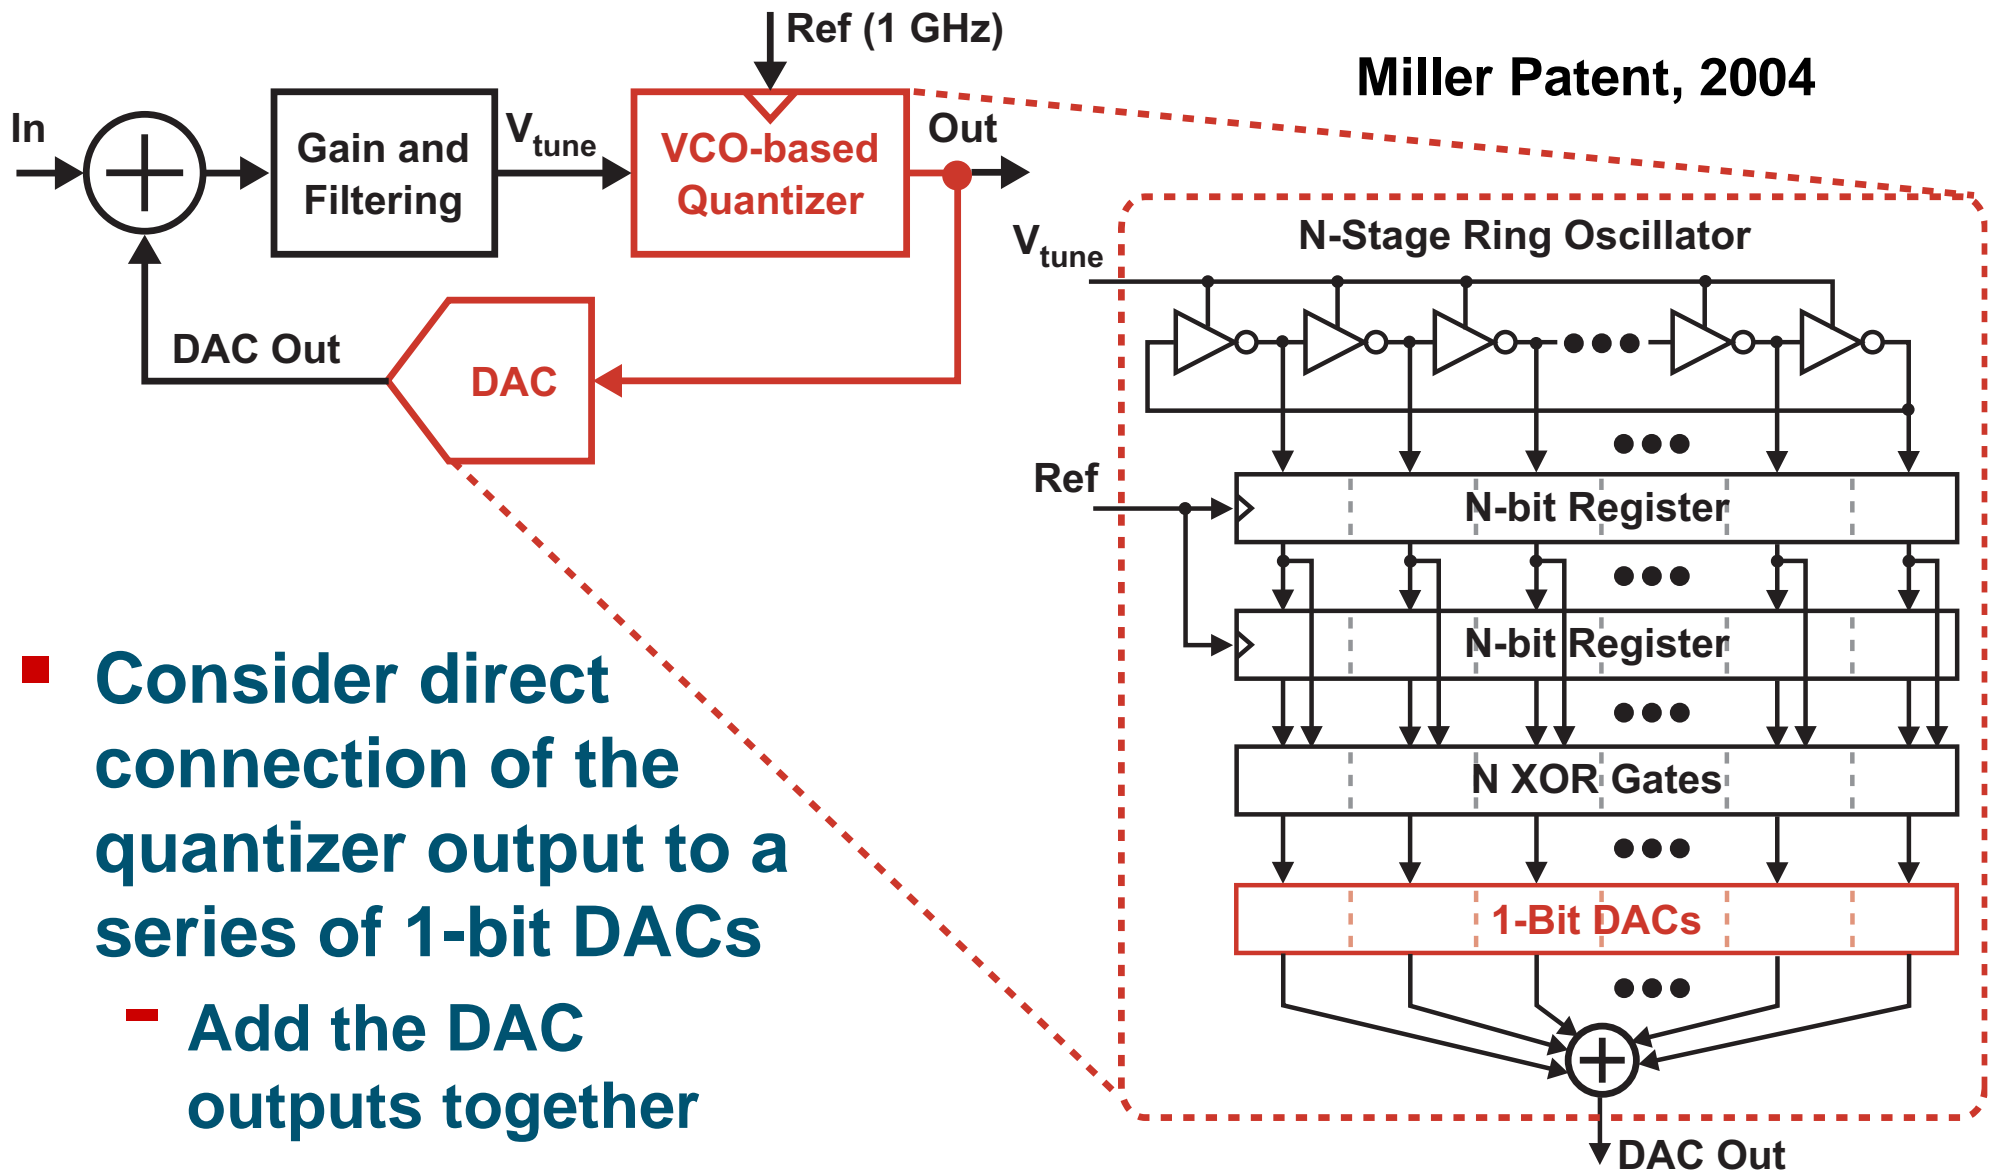 Ref (1 GHz)
Miller Patent, 2004
In
Gain and
Filtering
Vtune
VCO-based
Quantizer
Out
DAC Out
DAC
Vtune
N-Stage Ring Oscillator
Ref
N-bit Register
N-bit Register
N XOR Gates
1-Bit DACs
DAC Out
Consider direct
connection of the
quantizer output to a
series of 1-bit DACs
Add the DAC
outputs together